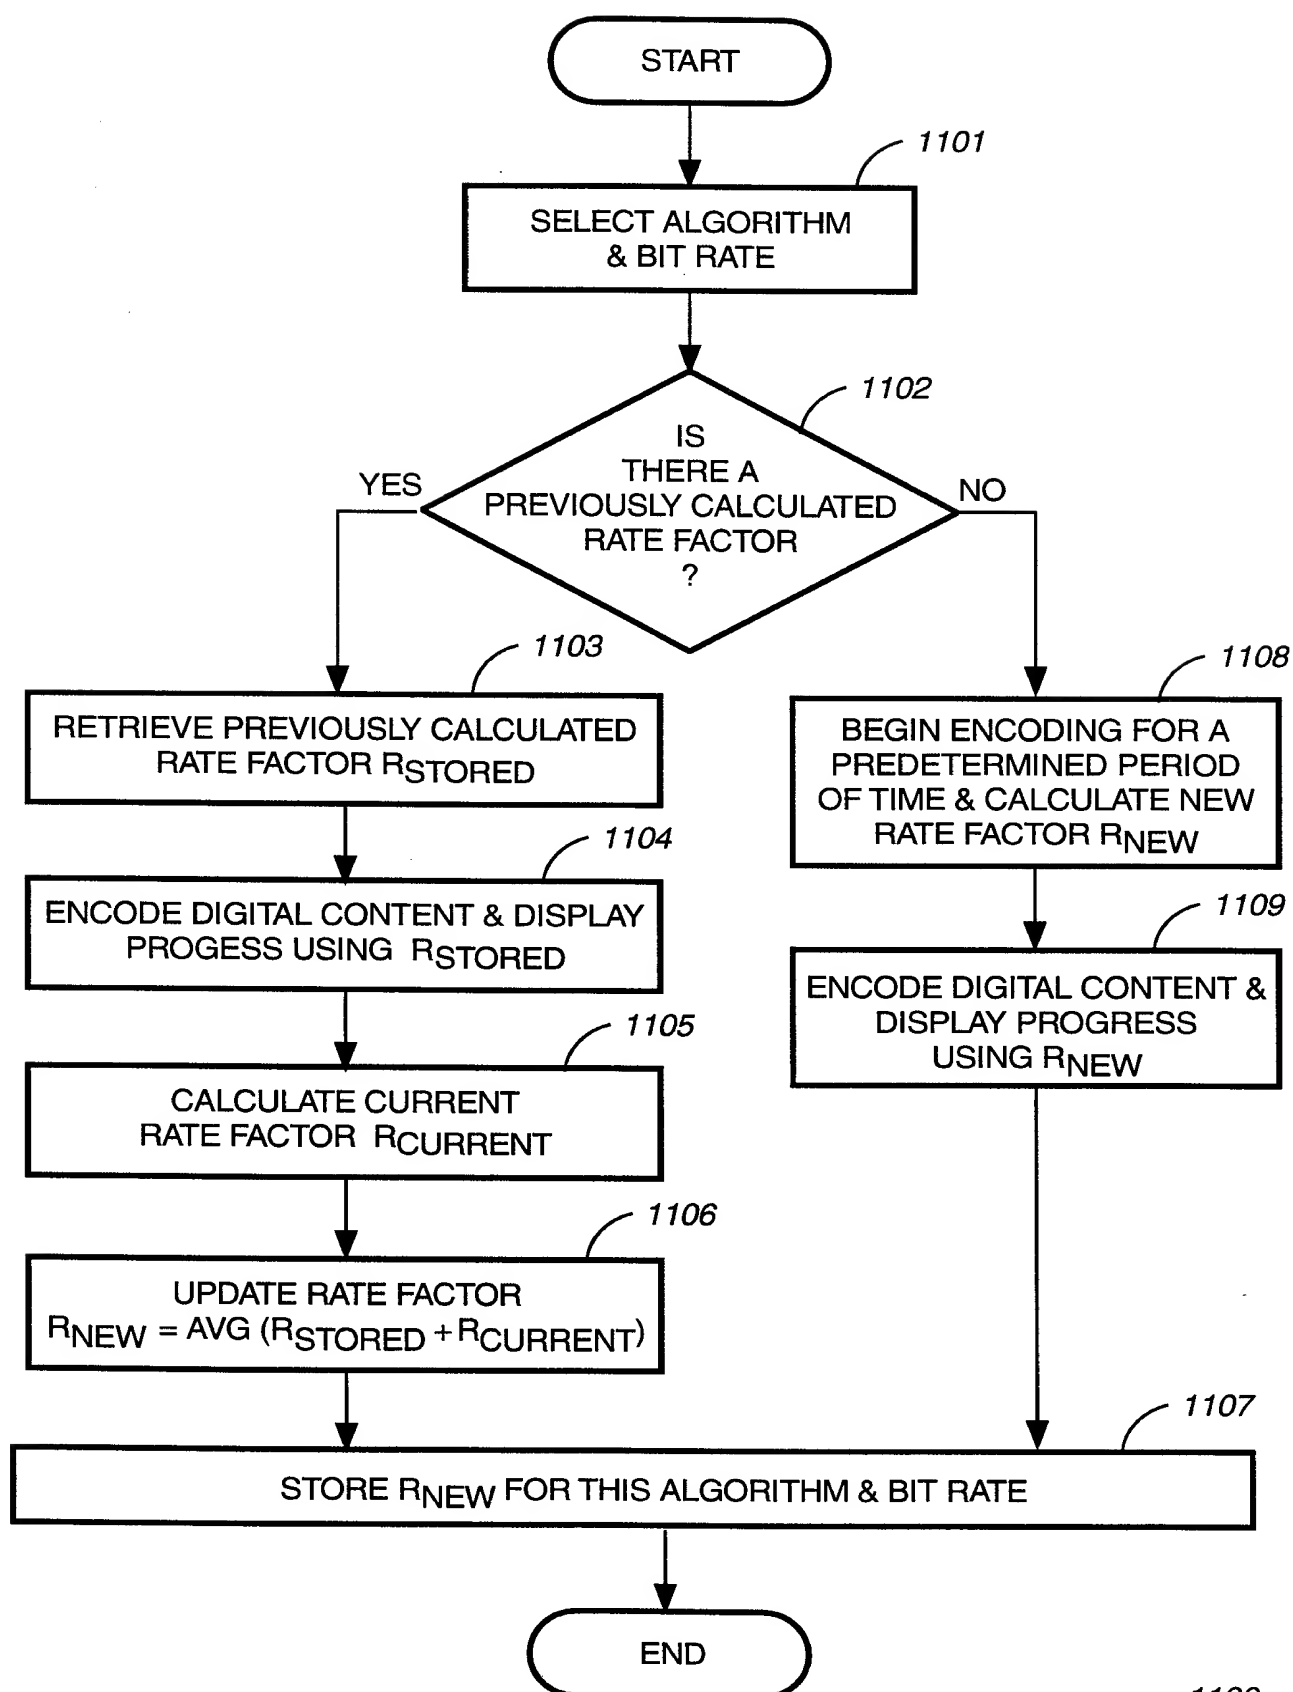 START
1101
SELECT ALGORITHM
& BIT RATE
1102
IS
THERE A
PREVIOUSLY CALCULATED
RATE FACTOR
?
YES
NO
1103
RETRIEVE PREVIOUSLY CALCULATED
RATE FACTOR RSTORED
1104
ENCODE DIGITAL CONTENT & DISPLAY
PROGESS USING RSTORED
1105
CALCULATE CURRENT
RATE FACTOR RCURRENT
1106
UPDATE RATE FACTOR
RNEW = AVG (RSTORED + RCURRENT)
1108
BEGIN ENCODING FOR A
PREDETERMINED PERIOD
OF TIME & CALCULATE NEW
RATE FACTOR RNEW
1109
ENCODE DIGITAL CONTENT &
DISPLAY PROGRESS
USING RNEW
1107
STORE RNEW FOR THIS ALGORITHM & BIT RATE
END